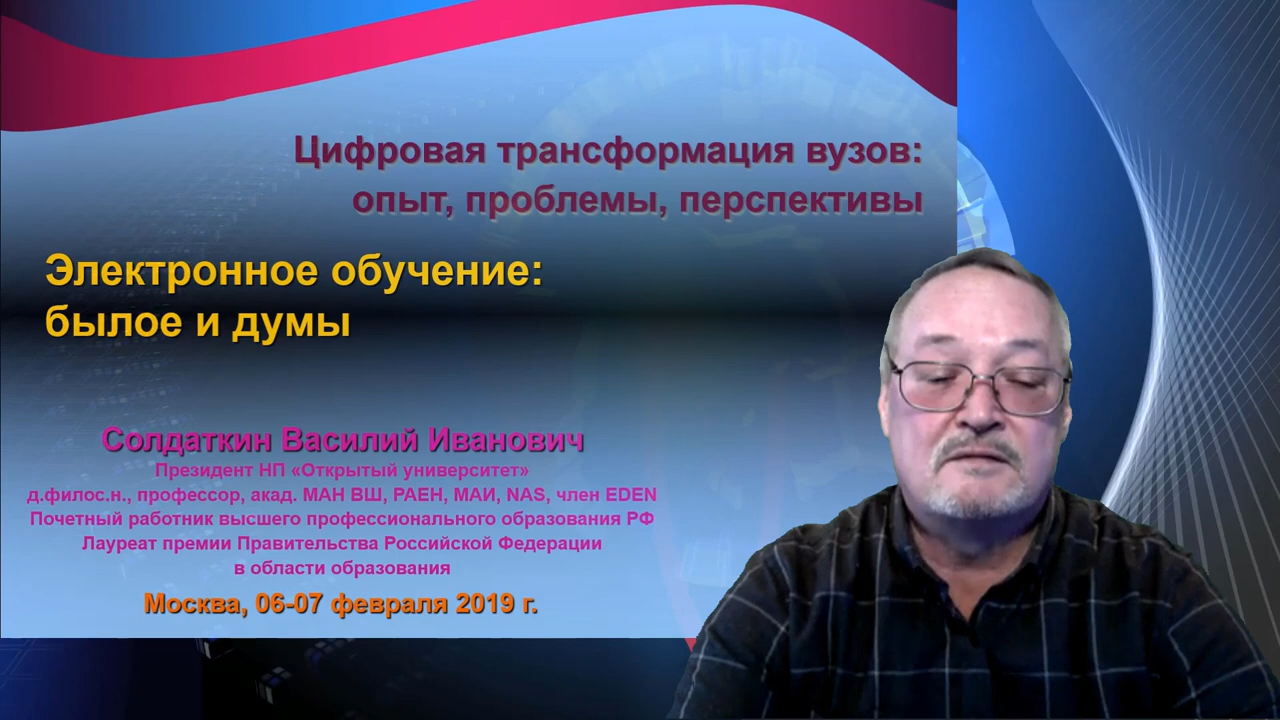 Цифровая трансформация вузов:
опыт, проблемы, перспективы
Электронное обучение:
былое и думы
Солдаткин Василий Иванович
Президент НП «Открытый университет»
д.филос.н., профессор, акад. МАН ВШ, РАЕН, МАИ, NAS, член EDEN
Почетный работник высшего профессионального образования РФ
Лауреат премии Правительства Российской Федерации
в области образования
Москва, 06-07 февраля 2019 г.